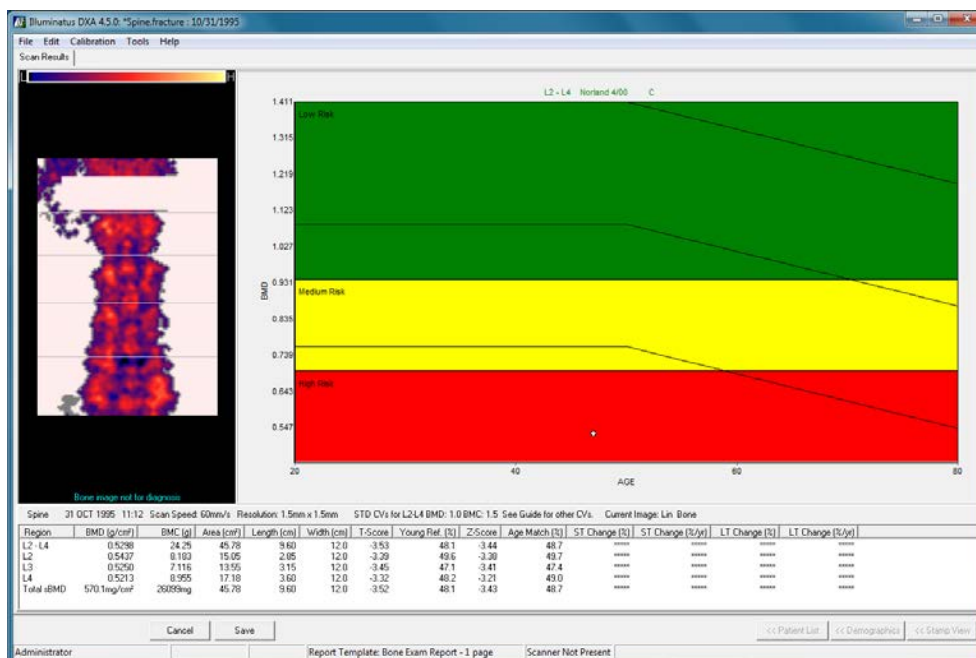 Illuminatus DXA 4.5.0: *Spine.fracture : 10/31/1995
File Edit Calibration Tools Help
Scan Results
L H
L2 - L4 Norland 4/00 C
1.411
1.315
1.219
1.123
1.027
0.931
0.835
0.739
0.643
0.547
BMD
Low Risk
Medium Risk
High Risk
20 40 60 80
AGE
Bone image not for diagnosis
Spine 31 OCT 1995 11:12 Scan Speed: 60mm/s Resolution: 1.5mm x 1.5mm STD CVs for L2-L4 BMD: 1.0 BMC: 1.5 See Guide for other CVs. Current Image: Lin Bone
Region BMD (g/cm²) BMC (g) Area (cm²) Length (cm) Width (cm) T-Score Young Ref. (%) Z-Score Age Match (%) ST Change (%) ST Change (%/yr) LT Change (%) LT Change (%/yr)
L2 - L4 0.5298 24.25 45.78 9.60 12.0 -3.53 48.1 -3.44 48.7 ***** ***** ***** *****
L2 0.5437 8.183 15.05 2.85 12.0 -3.39 49.6 -3.30 49.7 ***** ***** ***** *****
L3 0.5250 7.116 13.55 3.15 12.0 -3.45 47.1 -3.41 47.4 ***** ***** ***** *****
L4 0.5213 8.955 17.18 3.60 12.0 -3.32 48.2 -3.21 49.0 ***** ***** ***** *****
Total sBMD 570.1mg/cm² 26099mg 45.78 9.60 12.0 -3.52 48.1 -3.43 48.7 ***** ***** ***** *****
Cancel Save << Patient List << Demographics << Stamp View
Administrator Report Template: Bone Exam Report - 1 page Scanner Not Present